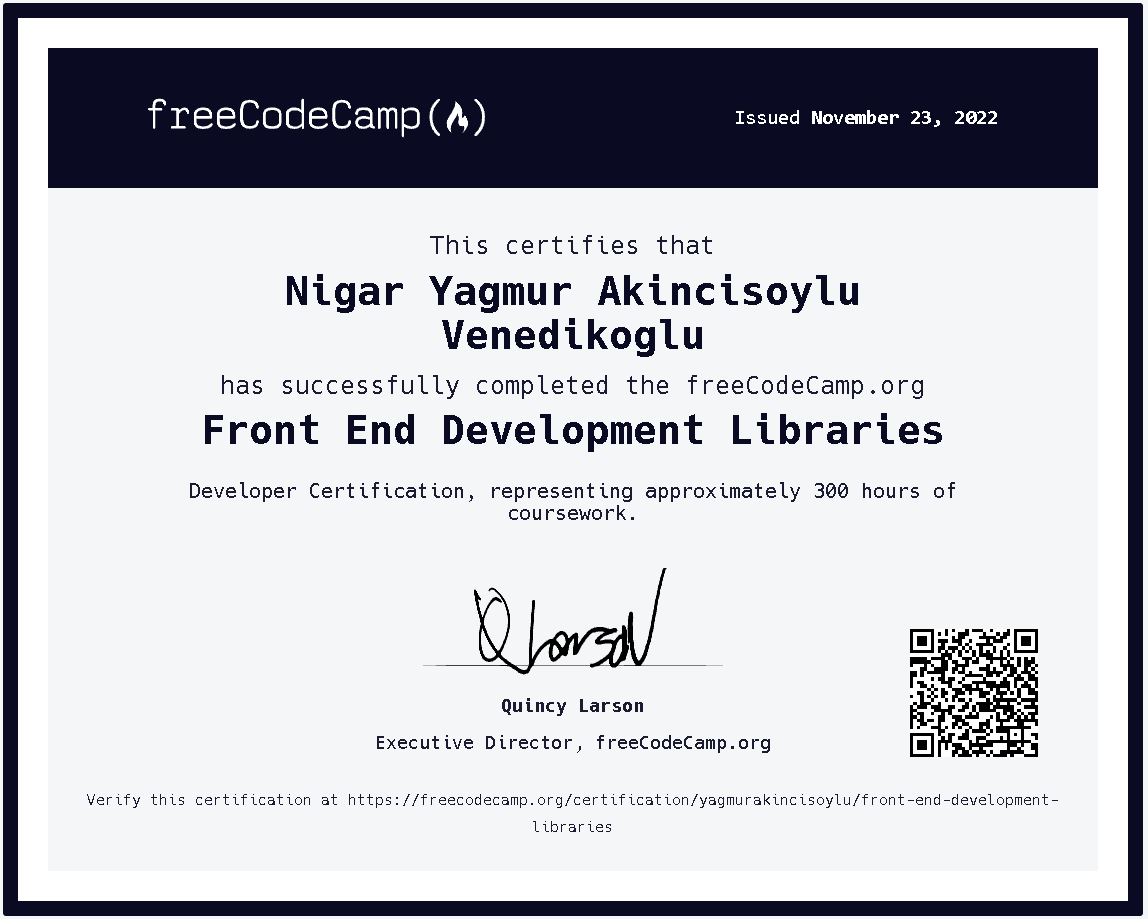 freeCodeCamp
Issued November 23, 2022
This certifies that
Nigar Yagmur Akincisoylu
Venedikoglu
has successfully completed the freeCodeCamp.org
Front End Development Libraries
Developer Certification, representing approximately 300 hours of
coursework.
Q Larson
Quincy Larson
Executive Director, freeCodeCamp.org
Verify this certification at https://freecodecamp.org/certification/yagmurakincisoylu/front-end-development-
libraries